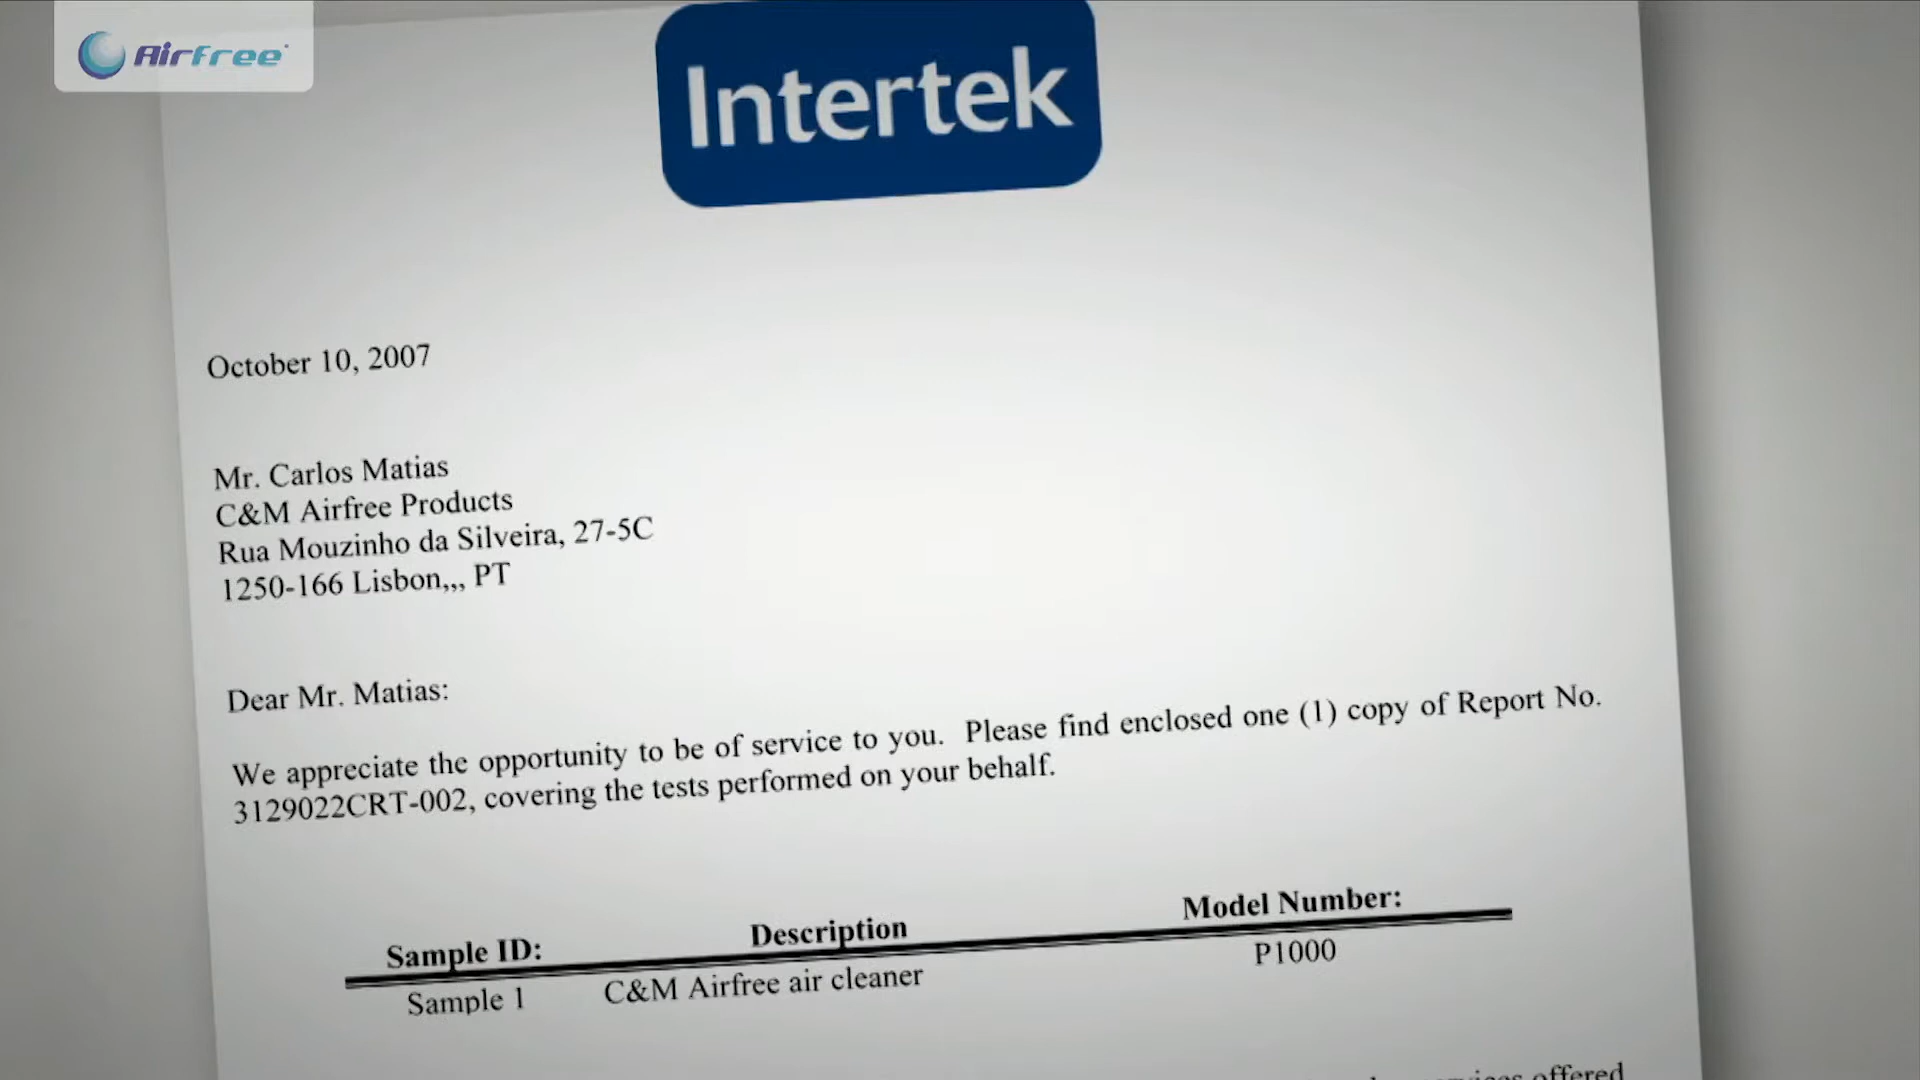 Airfree
Intertek
October 10, 2007
Mr. Carlos Matias
C&M Airfree Products
Rua Mouzinho da Silveira, 27-5C
1250-166 Lisbon,,, PT
Dear Mr. Matias:
We appreciate the opportunity to be of service to you. Please find enclosed one (1) copy of Report No.
3129022CRT-002, covering the tests performed on your behalf.
Sample ID: Description Model Number:
Sample 1 C&M Airfree air cleaner P1000
offered